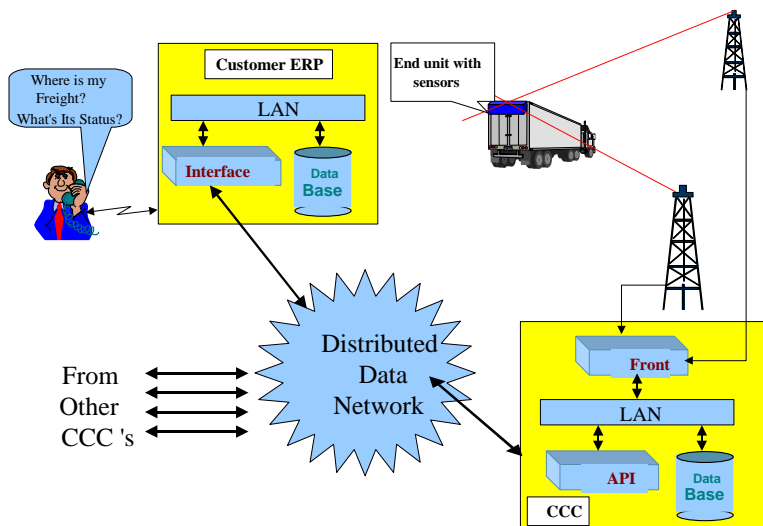 Where is my
Freight?
What's Its Status?
Customer ERP
LAN
Interface
Data
Base
End unit with
sensors
Distributed
Data
Network
From
Other
CCC 's
Front
LAN
API
Data
Base
CCC